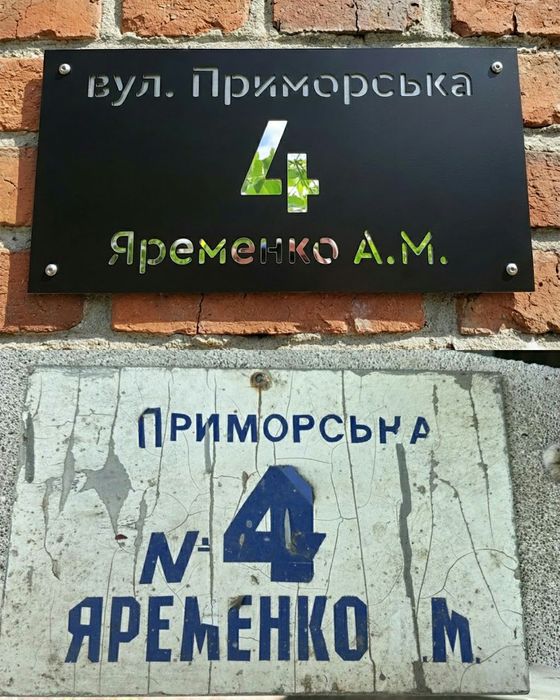 вул. Приморська
4
Яременко А.М.
ПРИМОРСЬКА
№ 4
ЯРЕМЕНКО .М.